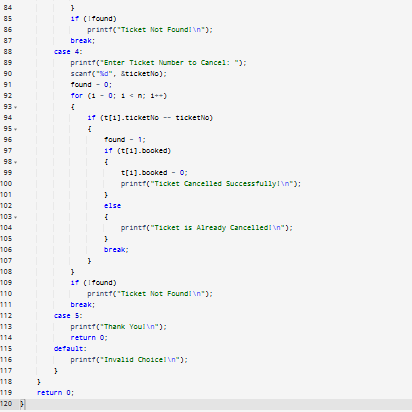 84 }
85 if (!found)
86 printf("Ticket Not Found!\n");
87 break;
88 case 4:
89 printf("Enter Ticket Number to Cancel: ");
90 scanf("%d", &ticketNo);
91 found = 0;
92 for (i = 0; i < n; i++)
93 {
94 if (t[i].ticketNo == ticketNo)
95 {
96 found = 1;
97 if (t[i].booked)
98 {
99 t[i].booked = 0;
100 printf("Ticket Cancelled Successfully!\n");
101 }
102 else
103 {
104 printf("Ticket is Already Cancelled!\n");
105 }
106 break;
107 }
108 }
109 if (!found)
110 printf("Ticket Not Found!\n");
111 break;
112 case 5:
113 printf("Thank You!\n");
114 return 0;
115 default:
116 printf("Invalid Choice!\n");
117 }
118 }
119 return 0;
120 }